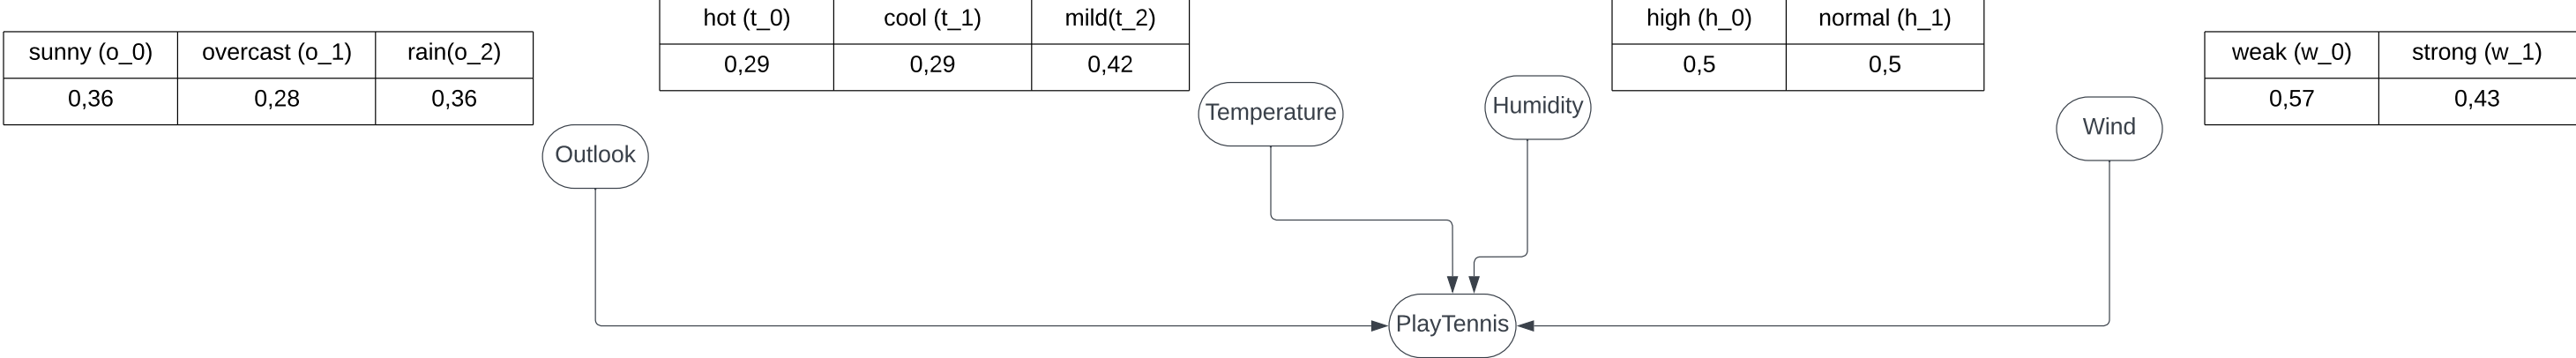 hot (t_0) cool (t_1) mild(t_2)
0,29 0,29 0,42
high (h_0) normal (h_1)
0,5 0,5
sunny (o_0) overcast (o_1) rain(o_2)
0,36 0,28 0,36
weak (w_0) strong (w_1)
0,57 0,43
Outlook
Temperature
Humidity
Wind
PlayTennis